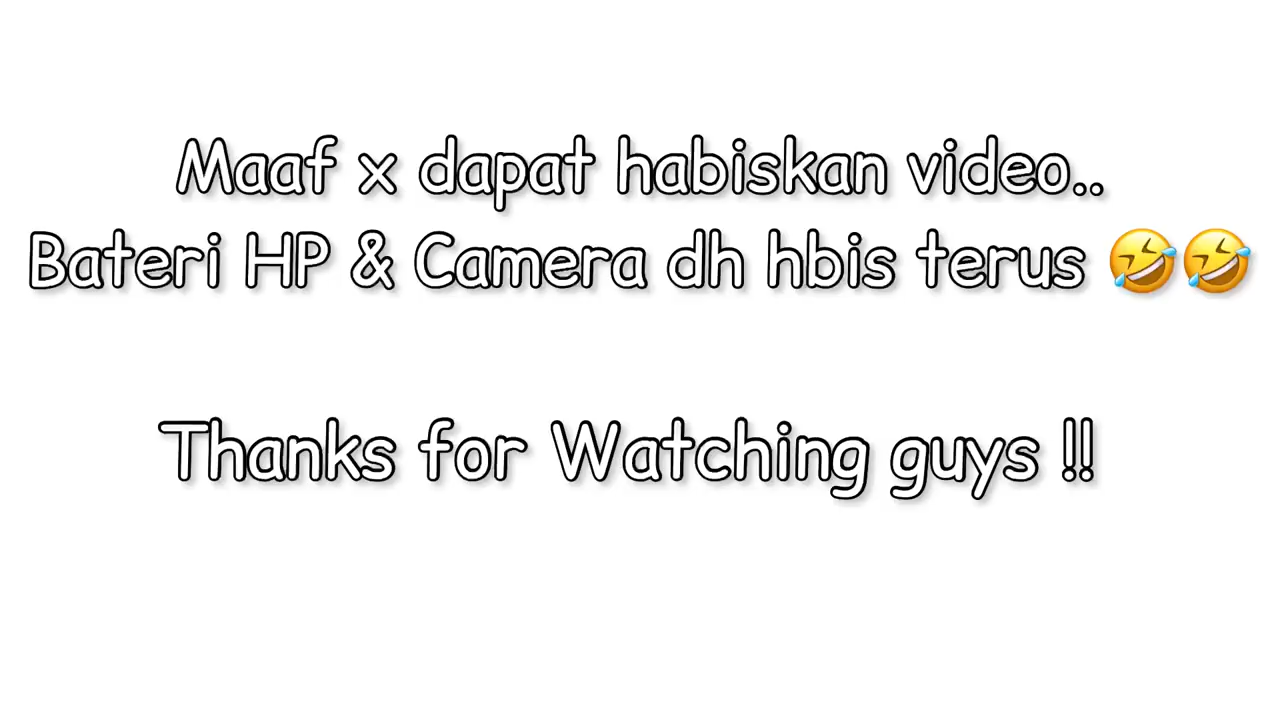 Maaf x dapat habiskan video..
Bateri HP & Camera dh hbis terus 🤣🤣
Thanks for Watching guys !!